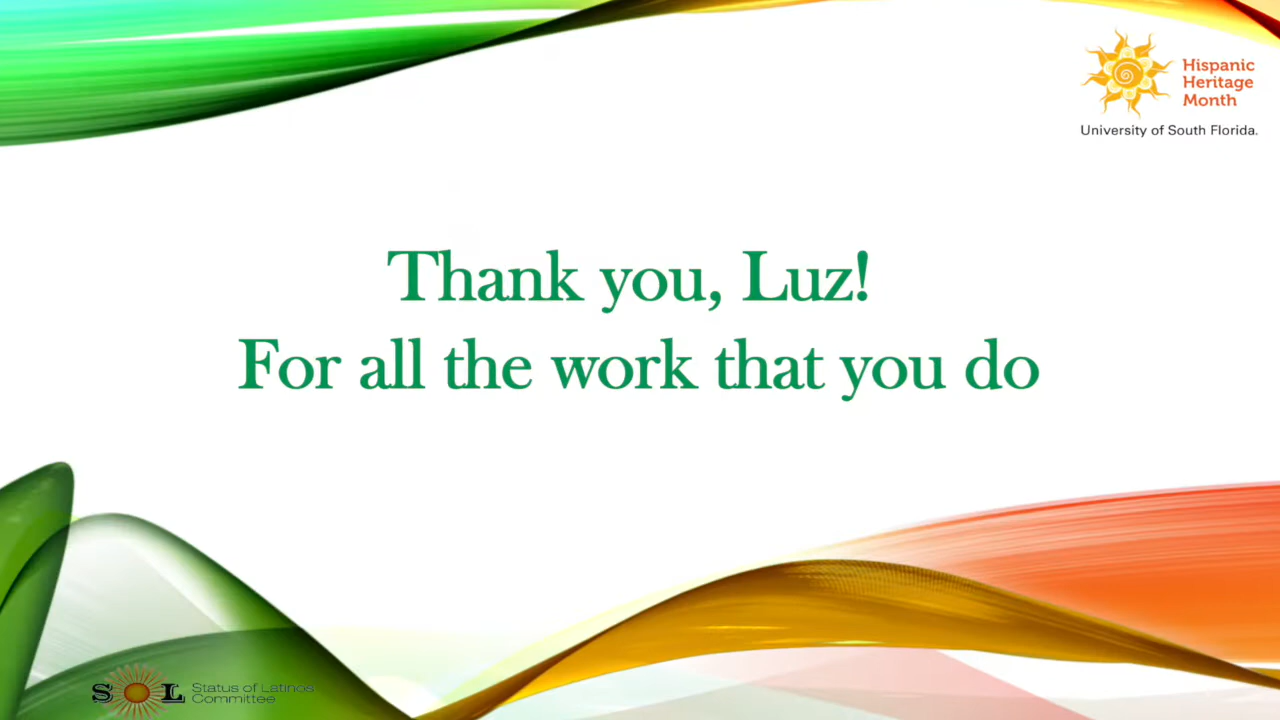 Hispanic
Heritage
Month
University of South Florida.
Thank you, Luz!
For all the work that you do
SOL Status of Latinos
Committee